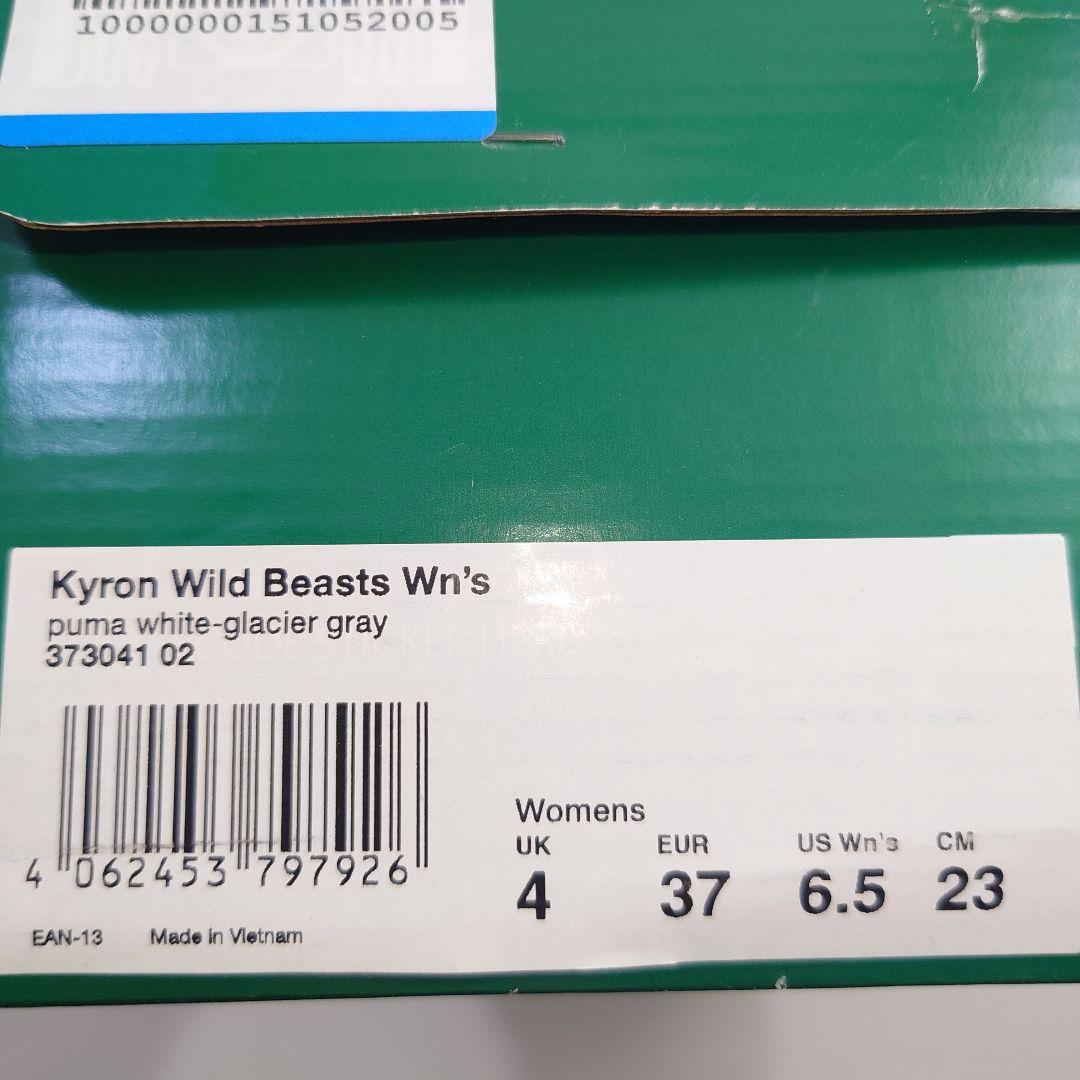 1000000151052005
Kyron Wild Beasts Wn's
puma white-glacier gray
373041 02
4 062453 797926
EAN-13 Made in Vietnam
Womens
UK EUR US Wn's CM
4 37 6.5 23